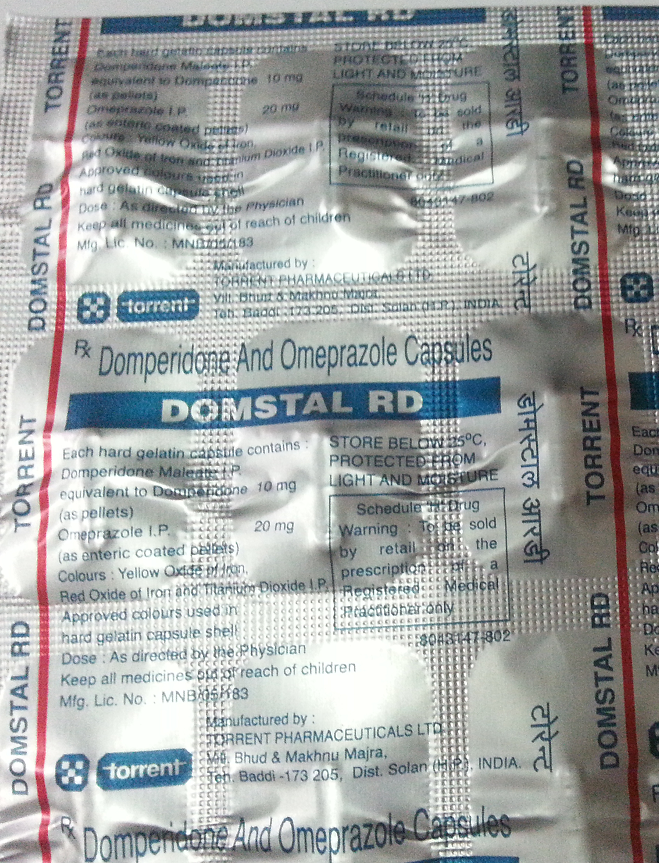 DOMSTAL RD
TORRENT
DOMSTAL RD
Each hard gelatin capsule contains
Domperidone Maleate I.P.
equivalent to Domperidone 10 mg
(as pellets)
Omeprazole I.P. 20 mg
(as enteric coated pellets)
Colours : Yellow Oxide of Iron,
Red Oxide of Iron and Titanium Dioxide I.P.
Approved colours used in
hard gelatin capsule shell
Dose : As directed by the Physician
Keep all medicines out of reach of children
Mfg. Lic. No. : MNB/05/183
STORE BELOW 25°C,
PROTECTED FROM
LIGHT AND MOISTURE
Schedule 'H' Drug
Warning : To be sold
by retail on the
prescription of a
Registered Medical
Practitioner only
8043147-802
Manufactured by :
TORRENT PHARMACEUTICALS LTD.
Vill. Bhud & Makhnu Majra,
Teh. Baddi -173 205, Dist. Solan (H.P.), INDIA.
torrent
डोमस्टाल आरडी
टोरेन्ट
TORRENT
DOMSTAL RD
Rx Domperidone And Omeprazole Capsules
DOMSTAL RD
TORRENT
DOMSTAL RD
Each hard gelatin capsule contains :
Domperidone Maleate I.P.
equivalent to Domperidone 10 mg
(as pellets)
Omeprazole I.P. 20 mg
(as enteric coated pellets)
Colours : Yellow Oxide of Iron,
Red Oxide of Iron and Titanium Dioxide I.P.
Approved colours used in
hard gelatin capsule shell
Dose : As directed by the Physician
Keep all medicines out of reach of children
Mfg. Lic. No. : MNB/05/183
STORE BELOW 25°C,
PROTECTED FROM
LIGHT AND MOISTURE
Schedule 'H' Drug
Warning : To be sold
by retail on the
prescription of a
Registered Medical
Practitioner only
8043147-802
Manufactured by :
TORRENT PHARMACEUTICALS LTD.
Vill. Bhud & Makhnu Majra,
Teh. Baddi -173 205, Dist. Solan (H.P.), INDIA.
torrent
डोमस्टाल आरडी
टोरेन्ट
TORRENT
DOMSTAL RD
Rx Domperidone And Omeprazole Capsules